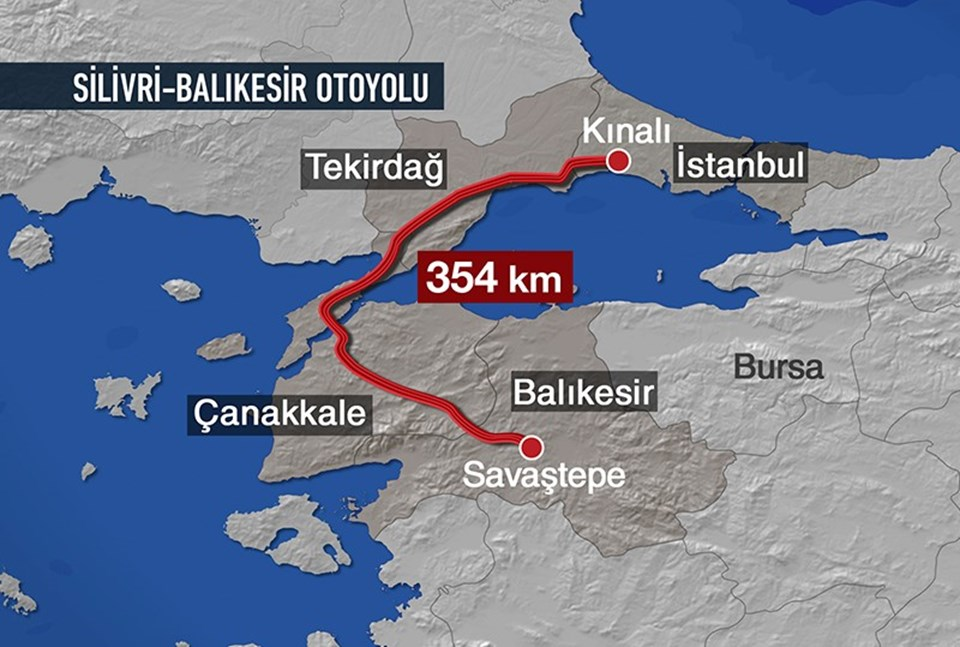 SİLİVRİ-BALIKESİR OTOYOLU
Kınalı
Tekirdağ
İstanbul
354 km
Bursa
Balıkesir
Çanakkale
Savaştepe